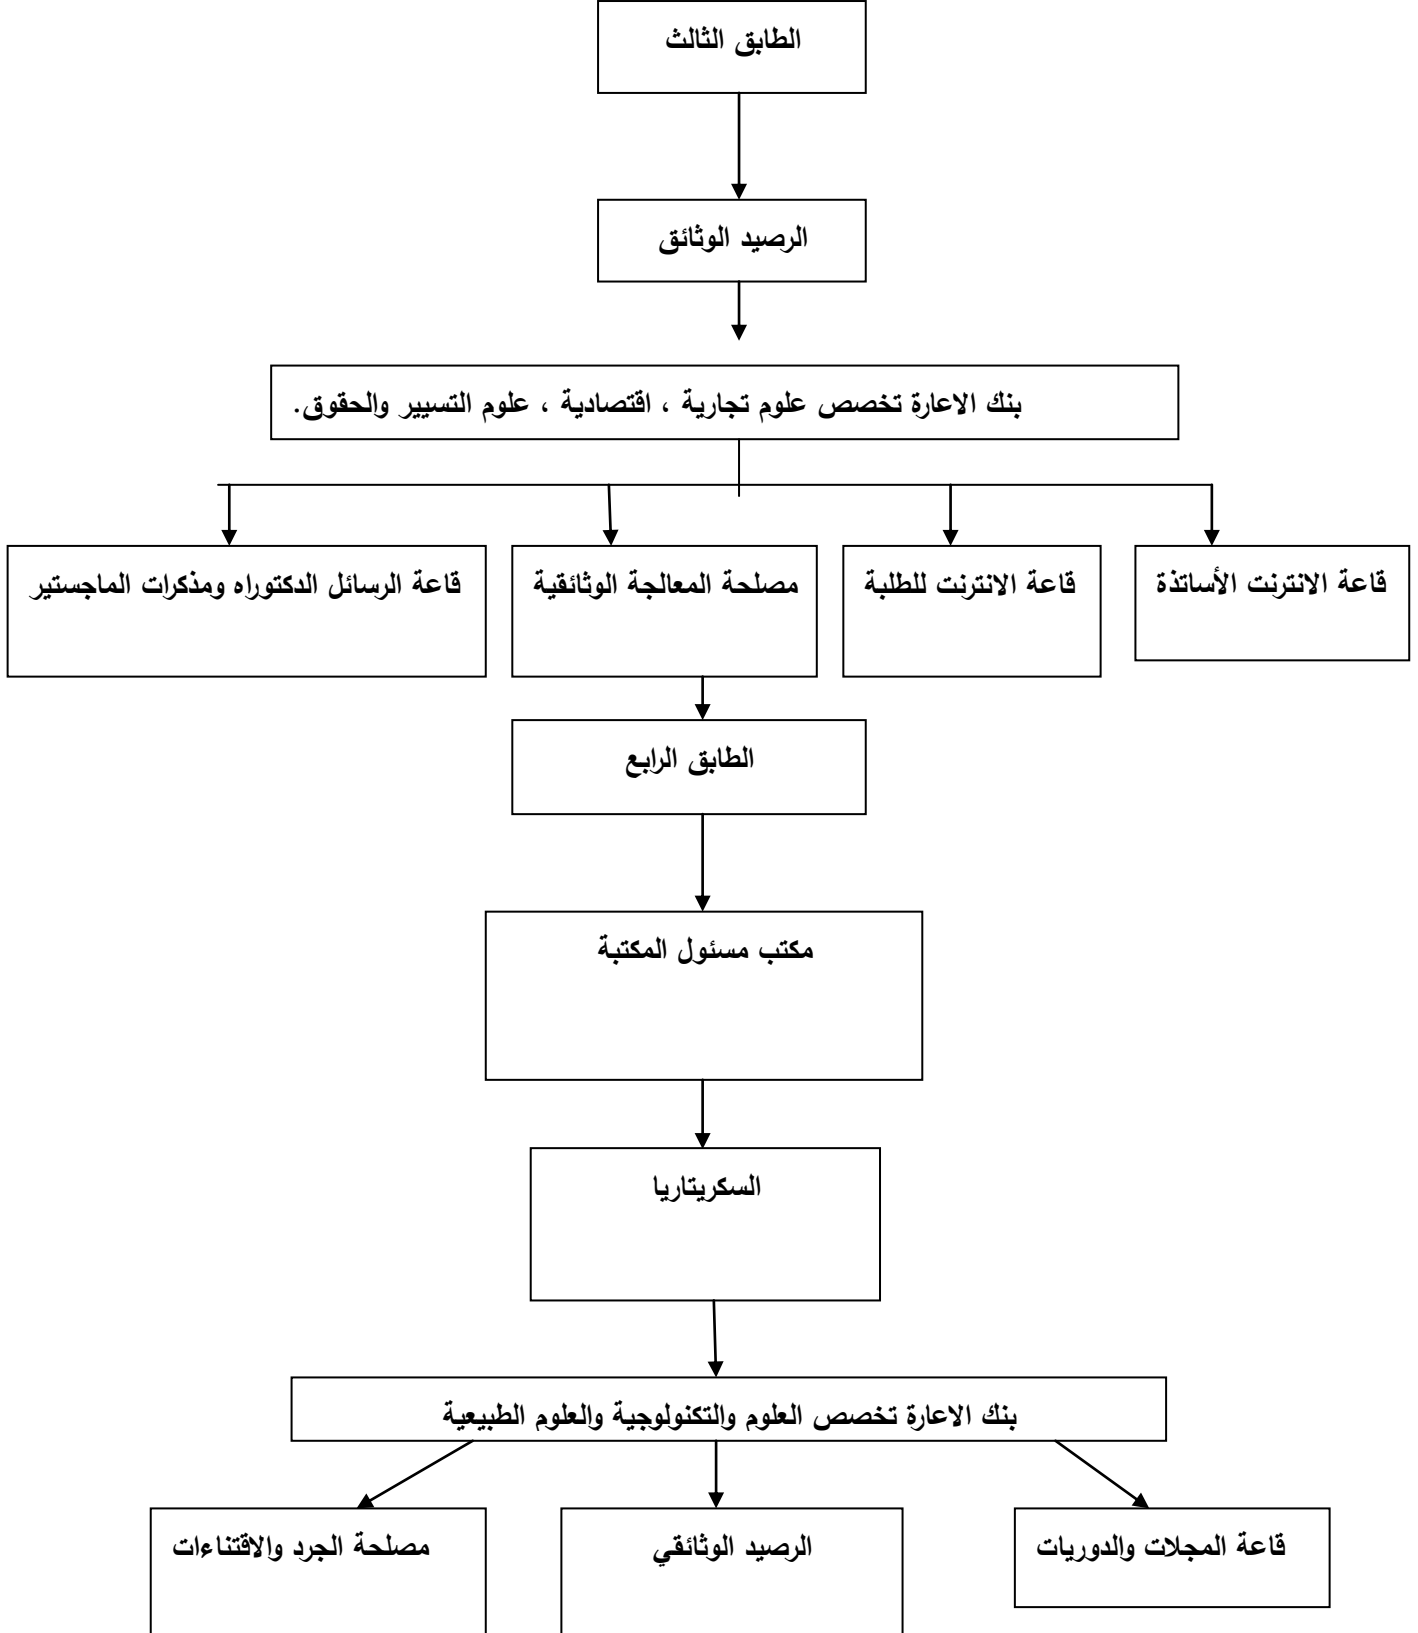 الطابق الثالث
الرصيد الوثائق
بنك الاعارة تخصص علوم تجارية ، اقتصادية ، علوم التسيير والحقوق.
قاعة الانترنت الأساتذة
قاعة الانترنت للطلبة
مصلحة المعالجة الوثائقية
قاعة الرسائل الدكتوراه ومذكرات الماجستير
الطابق الرابع
مكتب مسئول المكتبة
السكريتاريا
بنك الاعارة تخصص العلوم والتكنولوجية والعلوم الطبيعية
قاعة المجلات والدوريات
الرصيد الوثائقي
مصلحة الجرد والاقتناءات